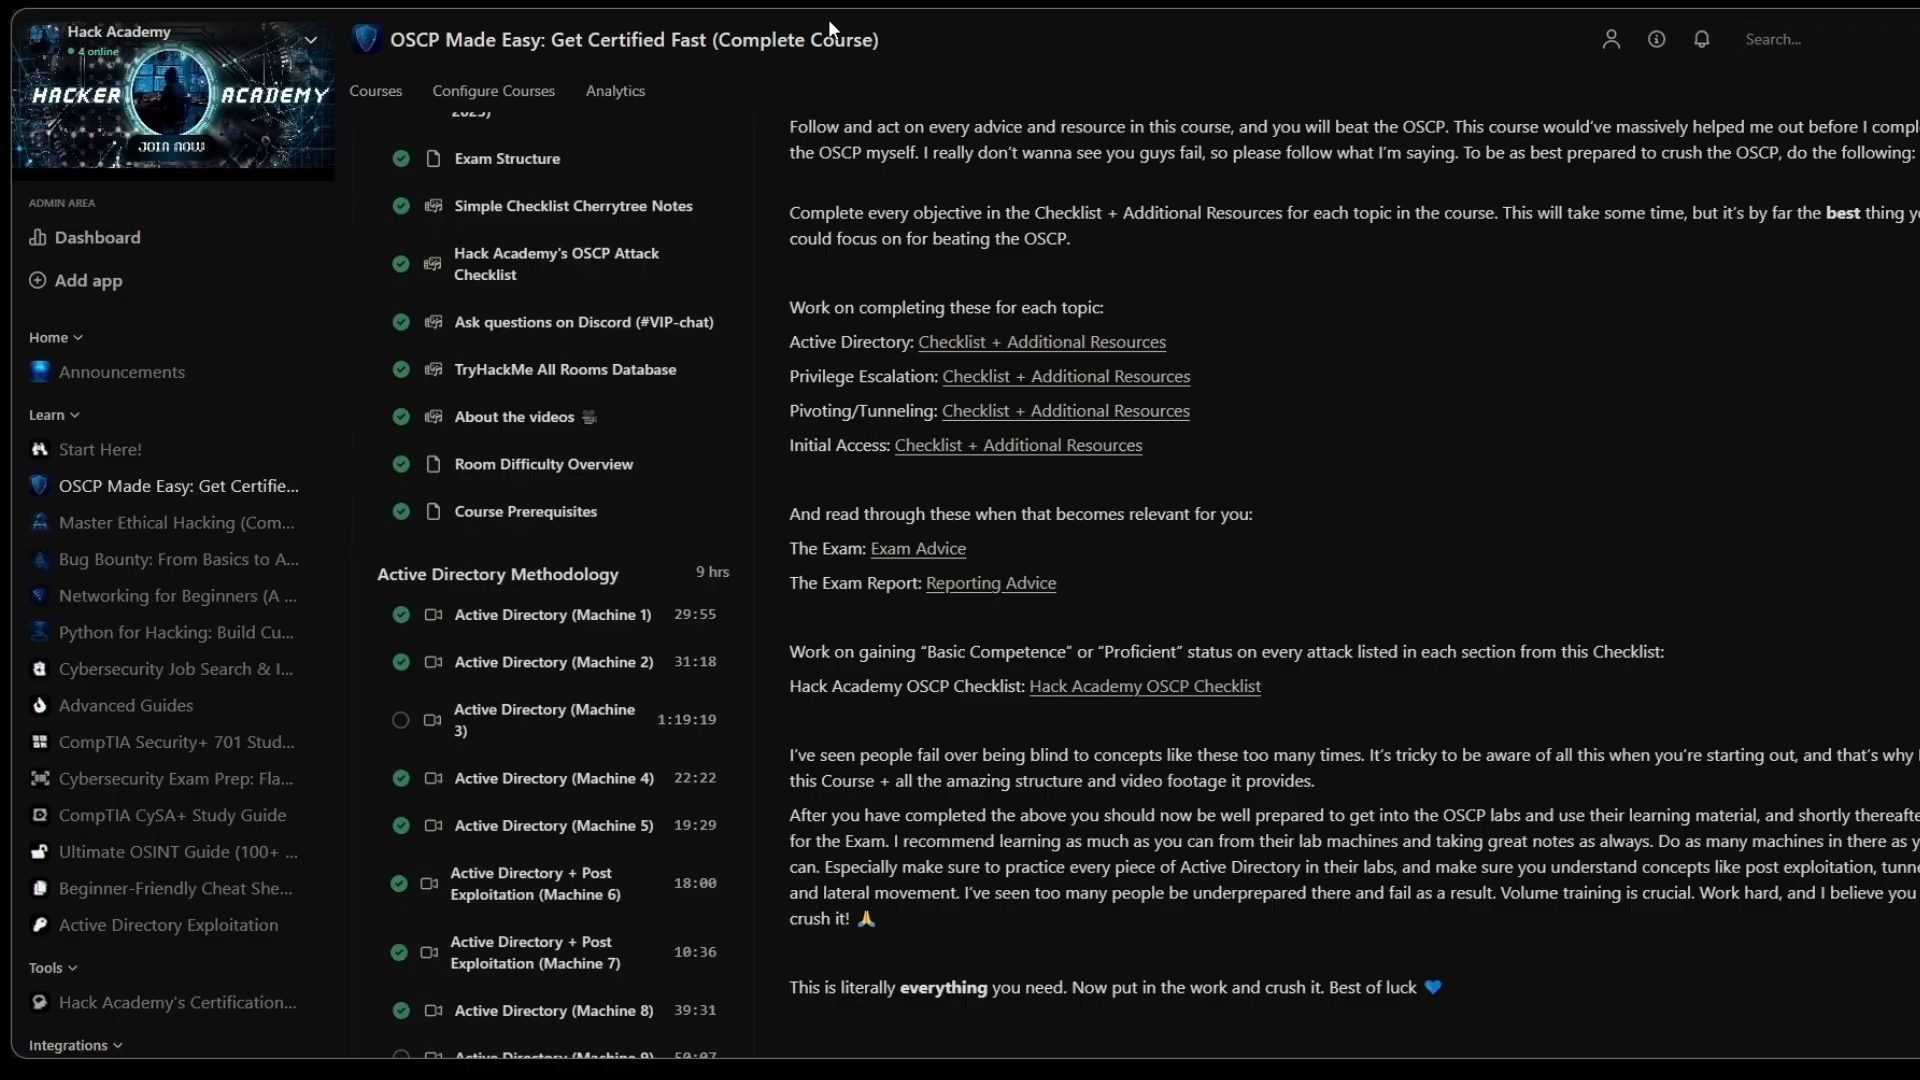 Hack Academy
4 online
HACKER ACADEMY
JOIN NOW!
ADMIN AREA
Dashboard
Add app
Home
Announcements
Learn
Start Here!
OSCP Made Easy: Get Certifie...
Master Ethical Hacking (Com...
Bug Bounty: From Basics to A...
Networking for Beginners (A ...
Python for Hacking: Build Cu...
Cybersecurity Job Search & I...
Advanced Guides
CompTIA Security+ 701 Stud...
Cybersecurity Exam Prep: Fla...
CompTIA CySA+ Study Guide
Ultimate OSINT Guide (100+ ...
Beginner-Friendly Cheat She...
Active Directory Exploitation
Tools
Hack Academy's Certification...
Integrations
OSCP Made Easy: Get Certified Fast (Complete Course)
Search...
Courses Configure Courses Analytics
2025)
Exam Structure
Simple Checklist Cherrytree Notes
Hack Academy's OSCP Attack
Checklist
Ask questions on Discord (#VIP-chat)
TryHackMe All Rooms Database
About the videos
Room Difficulty Overview
Course Prerequisites
Active Directory Methodology 9 hrs
Active Directory (Machine 1) 29:55
Active Directory (Machine 2) 31:18
Active Directory (Machine
3) 1:19:19
Active Directory (Machine 4) 22:22
Active Directory (Machine 5) 19:29
Active Directory + Post
Exploitation (Machine 6) 18:00
Active Directory + Post
Exploitation (Machine 7) 10:36
Active Directory (Machine 8) 39:31
Active Directory (Machine 9) 50:07
Follow and act on every advice and resource in this course, and you will beat the OSCP. This course would've massively helped me out before I compl
the OSCP myself. I really don't wanna see you guys fail, so please follow what I'm saying. To be as best prepared to crush the OSCP, do the following:
Complete every objective in the Checklist + Additional Resources for each topic in the course. This will take some time, but it's by far the best thing yo
could focus on for beating the OSCP.
Work on completing these for each topic:
Active Directory: Checklist + Additional Resources
Privilege Escalation: Checklist + Additional Resources
Pivoting/Tunneling: Checklist + Additional Resources
Initial Access: Checklist + Additional Resources
And read through these when that becomes relevant for you:
The Exam: Exam Advice
The Exam Report: Reporting Advice
Work on gaining “Basic Competence” or “Proficient” status on every attack listed in each section from this Checklist:
Hack Academy OSCP Checklist: Hack Academy OSCP Checklist
I've seen people fail over being blind to concepts like these too many times. It's tricky to be aware of all this when you're starting out, and that's why
this Course + all the amazing structure and video footage it provides.
After you have completed the above you should now be well prepared to get into the OSCP labs and use their learning material, and shortly thereafte
for the Exam. I recommend learning as much as you can from their lab machines and taking great notes as always. Do as many machines in there as y
can. Especially make sure to practice every piece of Active Directory in their labs, and make sure you understand concepts like post exploitation, tunne
and lateral movement. I've seen too many people be underprepared there and fail as a result. Volume training is crucial. Work hard, and I believe you
crush it! 🙏
This is literally everything you need. Now put in the work and crush it. Best of luck 💙